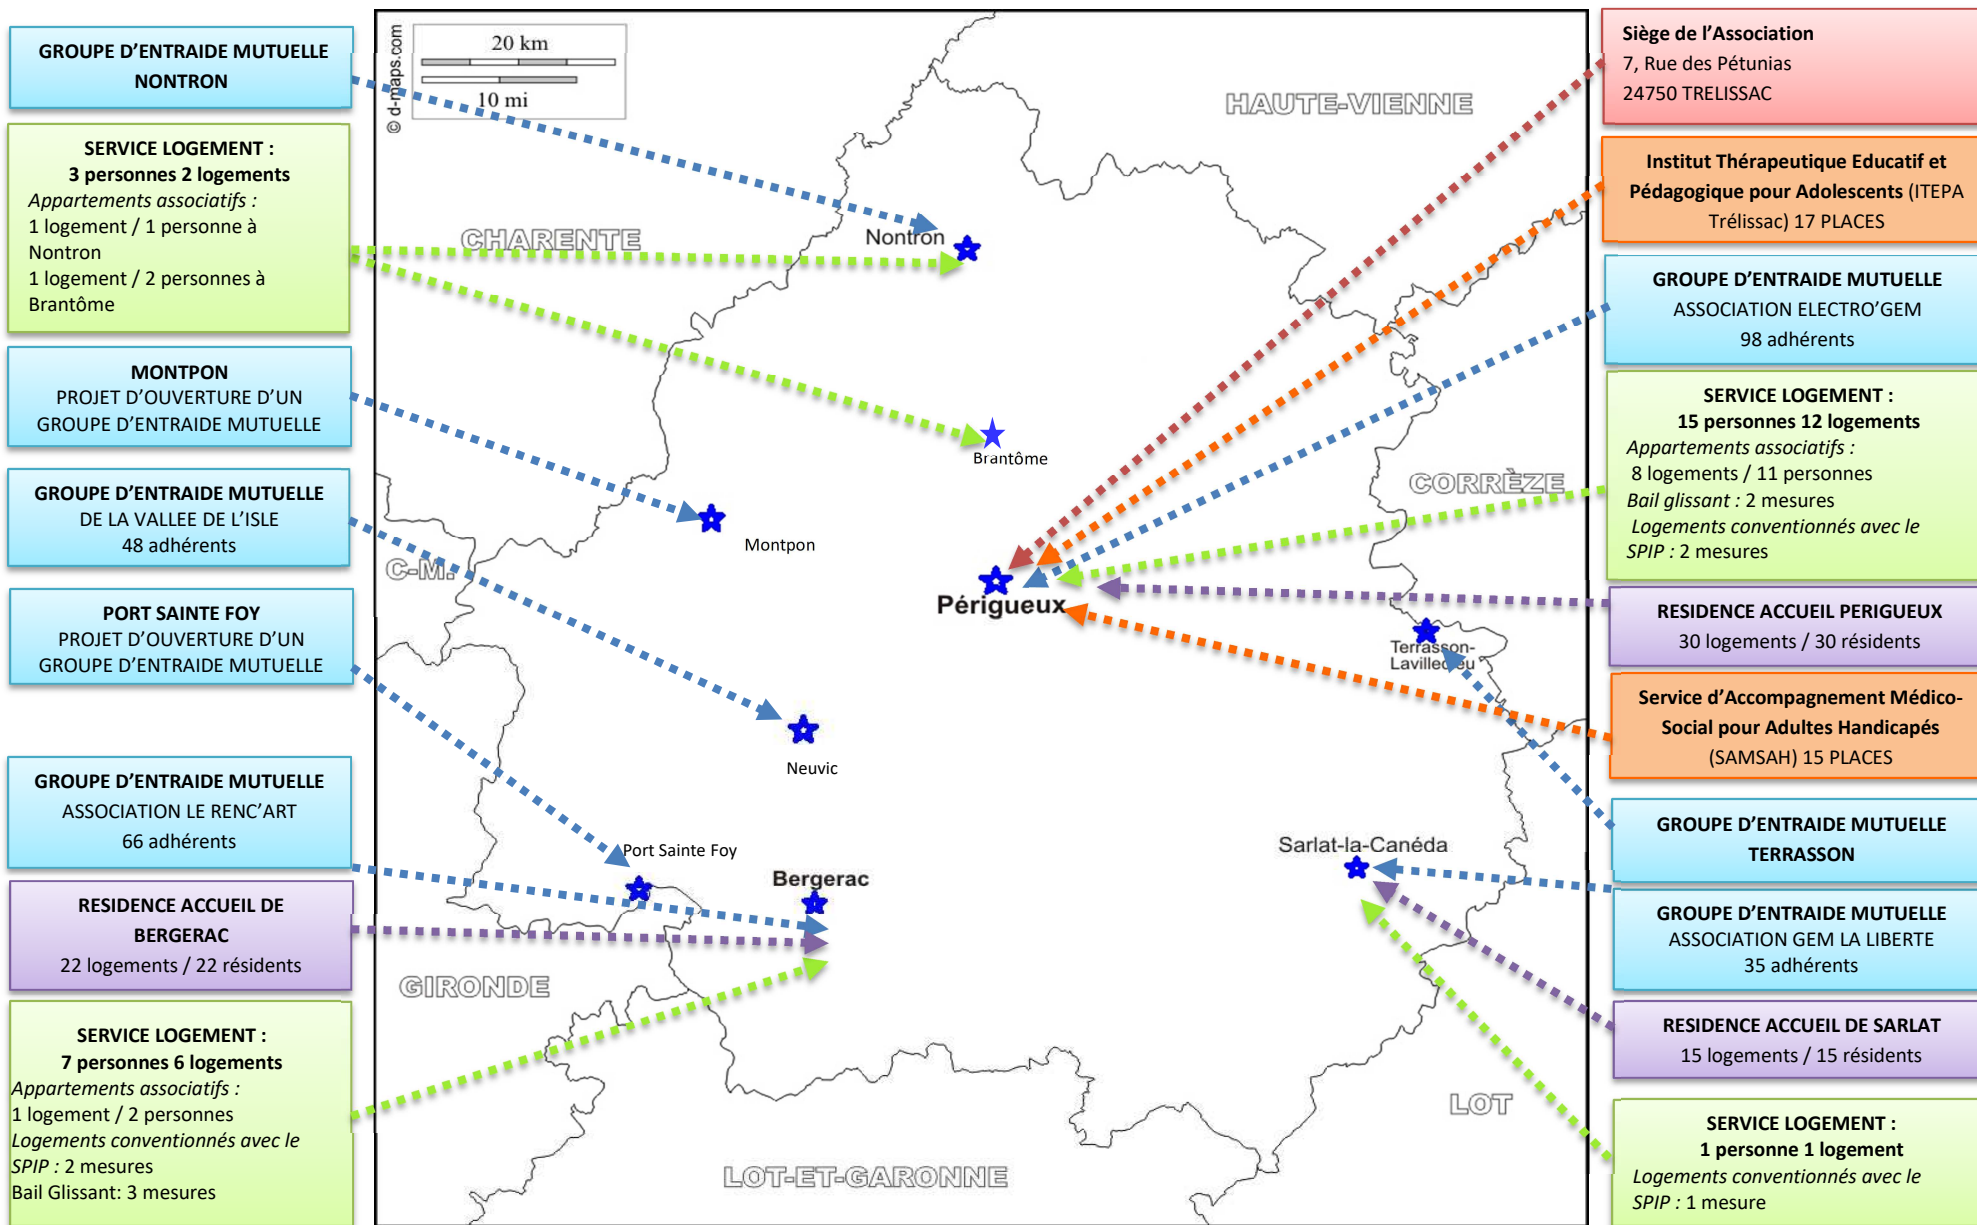 GROUPE D'ENTRAIDE MUTUELLE
NONTRON
SERVICE LOGEMENT :
3 personnes 2 logements
Appartements associatifs :
1 logement / 1 personne à
Nontron
1 logement / 2 personnes à
Brantôme
MONTPON
PROJET D'OUVERTURE D'UN
GROUPE D'ENTRAIDE MUTUELLE
GROUPE D'ENTRAIDE MUTUELLE
DE LA VALLEE DE L'ISLE
48 adhérents
PORT SAINTE FOY
PROJET D'OUVERTURE D'UN
GROUPE D'ENTRAIDE MUTUELLE
GROUPE D'ENTRAIDE MUTUELLE
ASSOCIATION LE RENC'ART
66 adhérents
RESIDENCE ACCUEIL DE
BERGERAC
22 logements / 22 résidents
SERVICE LOGEMENT :
7 personnes 6 logements
Appartements associatifs :
1 logement / 2 personnes
Logements conventionnés avec le
SPIP : 2 mesures
Bail Glissant: 3 mesures
© d-maps.com
20 km
10 mi
HAUTE-VIENNE
CHARENTE
Nontron
Brantôme
CORRÈZE
Montpon
C-M.
Périgueux
Terrasson-
Lavilledieu
Neuvic
Port Sainte Foy
Bergerac
Sarlat-la-Canéda
GIRONDE
LOT
LOT-ET-GARONNE
Siège de l'Association
7, Rue des Pétunias
24750 TRELISSAC
Institut Thérapeutique Educatif et
Pédagogique pour Adolescents (ITEPA
Trélissac) 17 PLACES
GROUPE D'ENTRAIDE MUTUELLE
ASSOCIATION ELECTRO'GEM
98 adhérents
SERVICE LOGEMENT :
15 personnes 12 logements
Appartements associatifs :
8 logements / 11 personnes
Bail glissant : 2 mesures
Logements conventionnés avec le
SPIP : 2 mesures
RESIDENCE ACCUEIL PERIGUEUX
30 logements / 30 résidents
Service d'Accompagnement Médico-
Social pour Adultes Handicapés
(SAMSAH) 15 PLACES
GROUPE D'ENTRAIDE MUTUELLE
TERRASSON
GROUPE D'ENTRAIDE MUTUELLE
ASSOCIATION GEM LA LIBERTE
35 adhérents
RESIDENCE ACCUEIL DE SARLAT
15 logements / 15 résidents
SERVICE LOGEMENT :
1 personne 1 logement
Logements conventionnés avec le
SPIP : 1 mesure